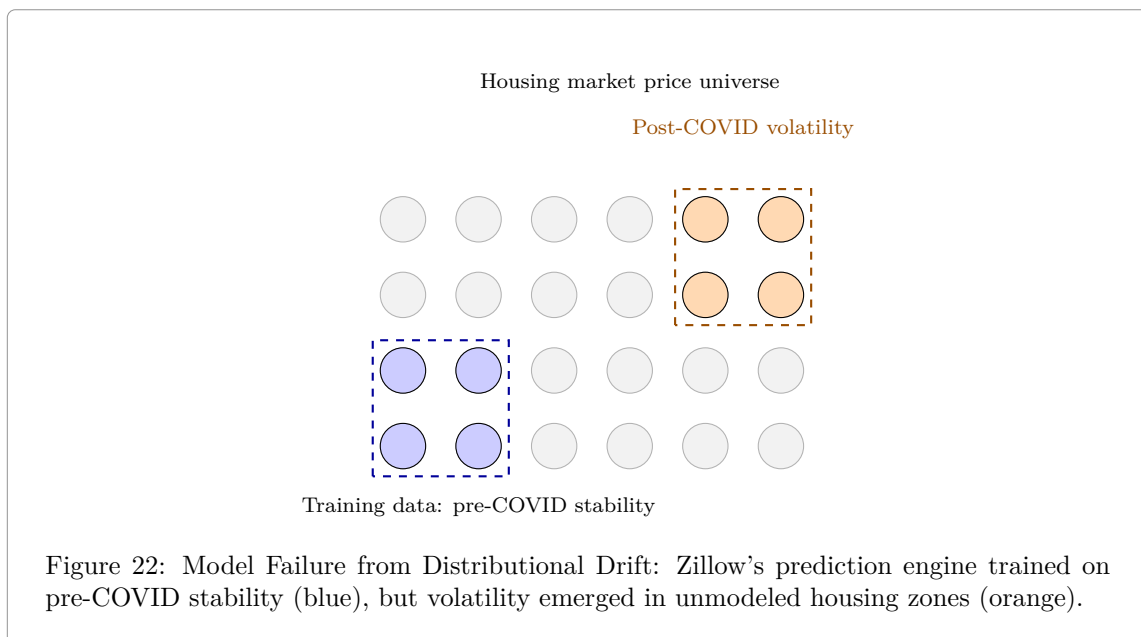 Housing market price universe
Post-COVID volatility
Training data: pre-COVID stability
Figure 22: Model Failure from Distributional Drift: Zillow's prediction engine trained on
pre-COVID stability (blue), but volatility emerged in unmodeled housing zones (orange).